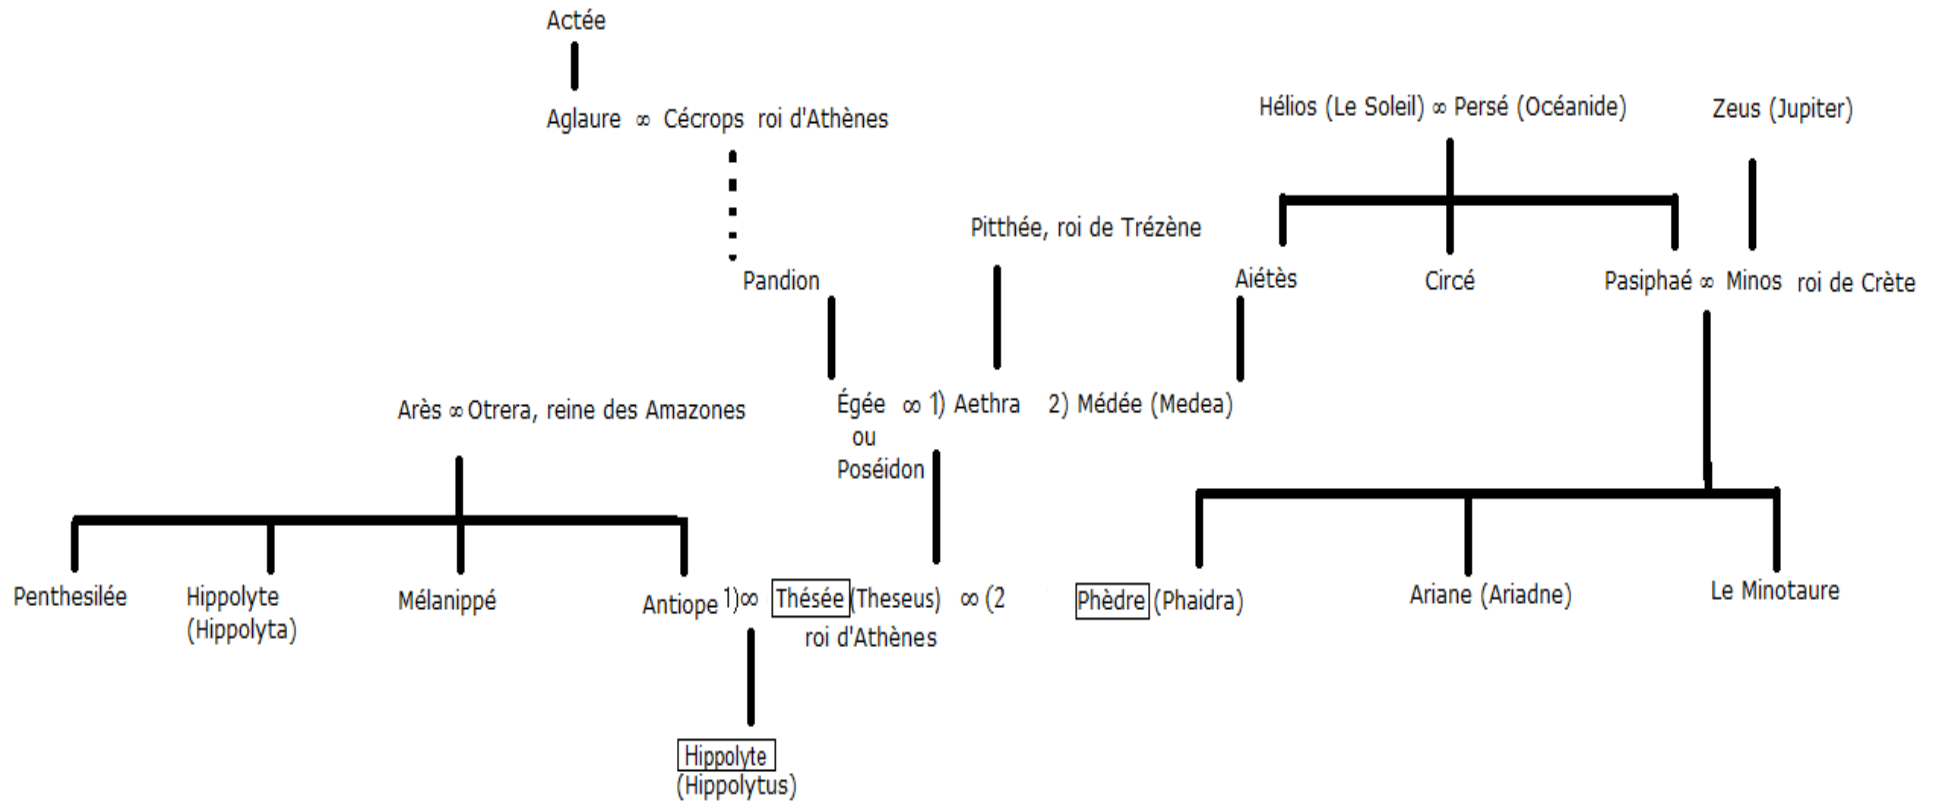 Actée
Aglaure ∞ Cécrops roi d'Athènes
Hélios (Le Soleil) ∞ Persé (Océanide)
Zeus (Jupiter)
Pitthée, roi de Trézène
Pandion
Aiétès
Circé
Pasiphaé ∞ Minos roi de Crète
Arès ∞ Otrera, reine des Amazones
Égée ∞ 1) Aethra 2) Médée (Medea)
ou
Poséidon
Penthesilée
Hippolyte
(Hippolyta)
Mélanippé
Antiope 1)∞ Thésée (Theseus) ∞ (2
roi d'Athènes
Phèdre (Phaidra)
Ariane (Ariadne)
Le Minotaure
Hippolyte
(Hippolytus)